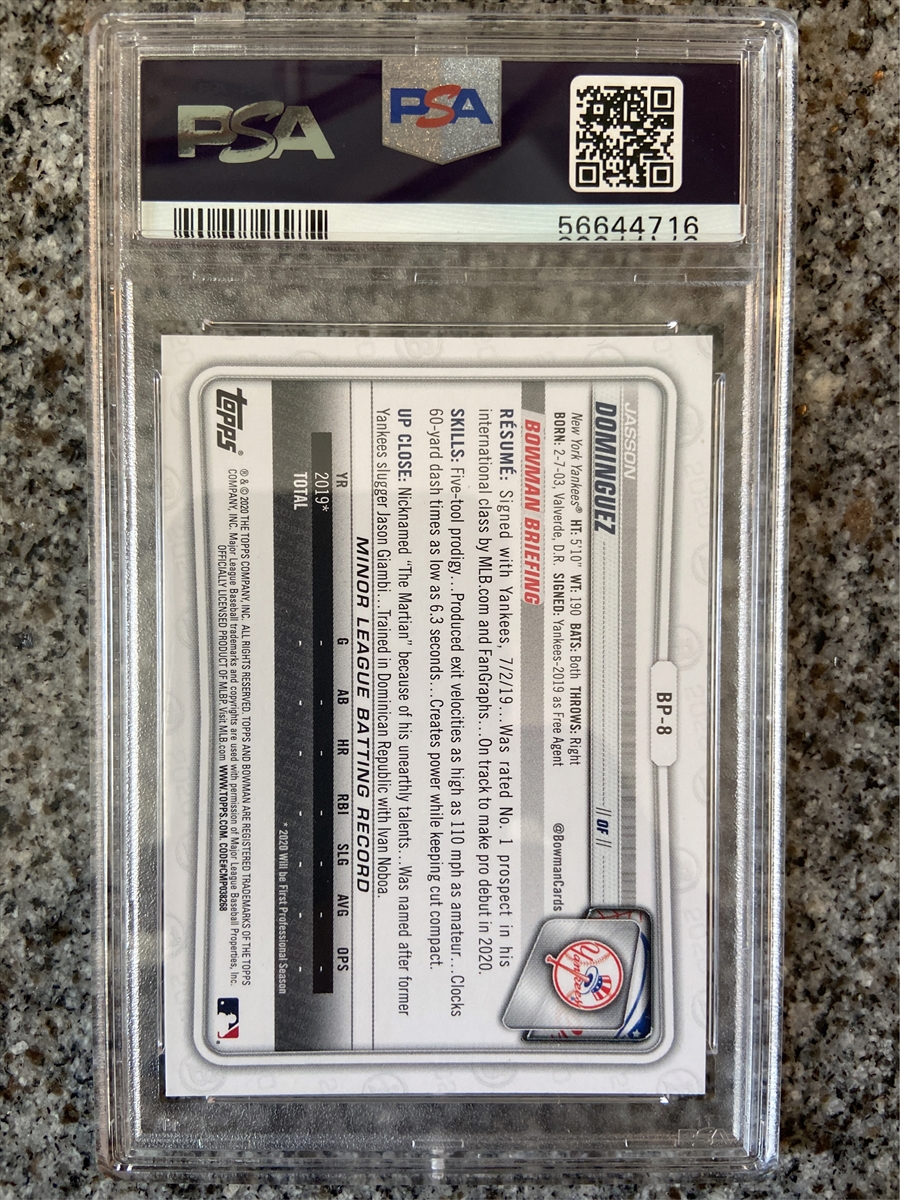 PSA
PSA
56644716
BP-8
JASSON
DOMINGUEZ
// OF //
New York Yankees® HT: 5'10" WT: 190 BATS: Both THROWS: Right
BORN: 2-7-03, Valverde, D.R. SIGNED: Yankees-2019 as Free Agent
@BowmanCards
Yankees
BOWMAN BRIEFING
RÉSUMÉ: Signed with Yankees, 7/2/19...Was rated No. 1 prospect in his
international class by MLB.com and FanGraphs...On track to make pro debut in 2020.
SKILLS: Five-tool prodigy...Produced exit velocities as high as 110 mph as amateur...Clocks
60-yard dash times as low as 6.3 seconds....Creates power while keeping cut compact.
UP CLOSE: Nicknamed "The Martian" because of his unearthly talents...Was named after former
Yankees slugger Jason Giambi...Trained in Dominican Republic with Ivan Noboa.
MINOR LEAGUE BATTING RECORD
YR G AB HR RBI SLG AVG OPS
2019* - - - - - - -
TOTAL - - - - - - -
* 2020 Will be First Professional Season
topps®
® & © 2020 THE TOPPS COMPANY, INC. ALL RIGHTS RESERVED. TOPPS AND BOWMAN ARE REGISTERED TRADEMARKS OF THE TOPPS
COMPANY, INC. Major League Baseball trademarks and copyrights are used with permission of Major League Baseball Properties, Inc.
OFFICIALLY LICENSED PRODUCT OF MLBP. Visit MLB.com WWW.TOPPS.COM. CODE#CMP038268
PSA